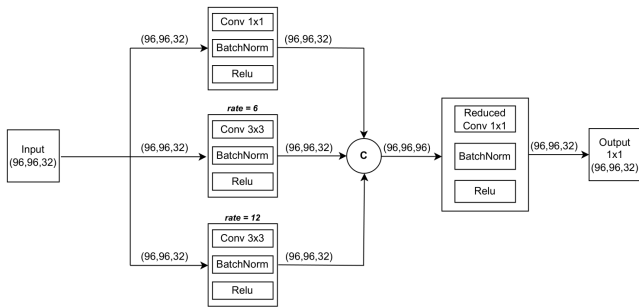 Conv 1x1
(96,96,32)
BatchNorm
(96,96,32)
Relu
rate = 6
Input
(96,96,32)
(96,96,32)
Conv 3x3
BatchNorm
Relu
(96,96,32)
C
(96,96,96)
Reduced
Conv 1x1
BatchNorm
Relu
(96,96,32)
Output
1x1
(96,96,32)
rate = 12
(96,96,32)
Conv 3x3
BatchNorm
Relu
(96,96,32)